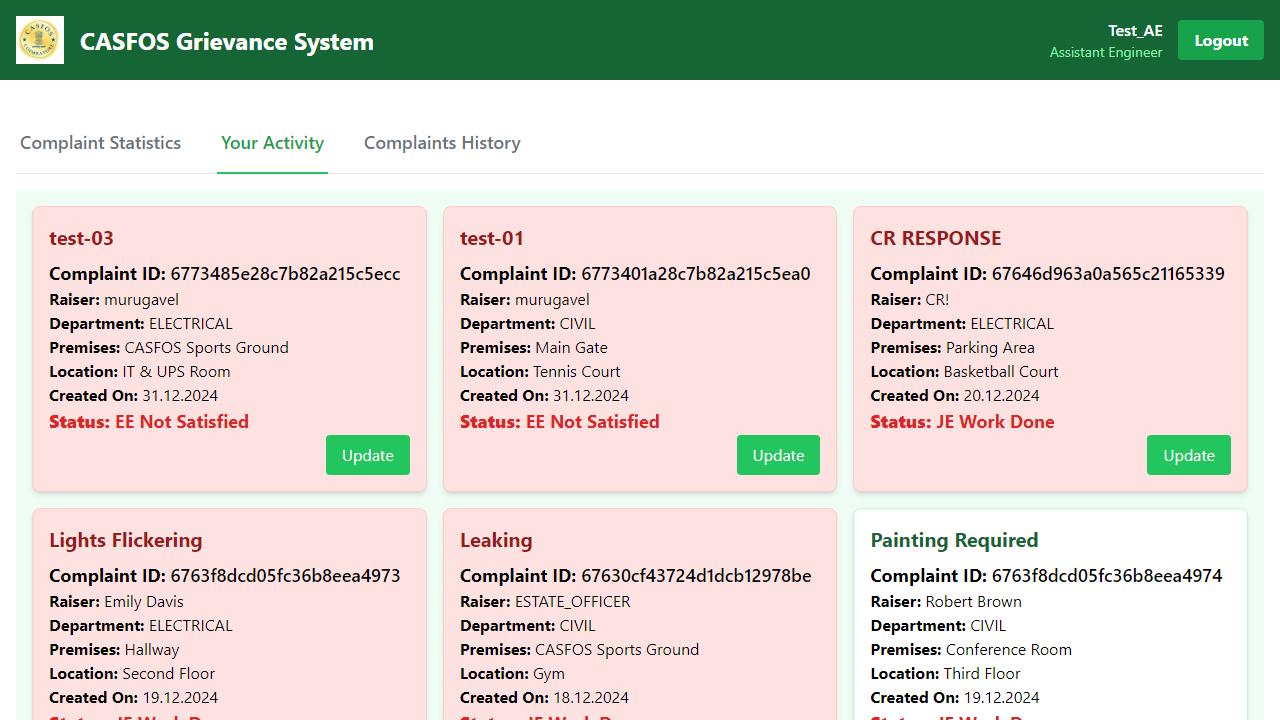 CASFOS Grievance System
Test_AE
Assistant Engineer
Logout
Complaint Statistics
Your Activity
Complaints History
test-03
Complaint ID: 6773485e28c7b82a215c5ecc
Raiser: murugavel
Department: ELECTRICAL
Premises: CASFOS Sports Ground
Location: IT & UPS Room
Created On: 31.12.2024
Status: EE Not Satisfied
Update
test-01
Complaint ID: 6773401a28c7b82a215c5ea0
Raiser: murugavel
Department: CIVIL
Premises: Main Gate
Location: Tennis Court
Created On: 31.12.2024
Status: EE Not Satisfied
Update
CR RESPONSE
Complaint ID: 67646d963a0a565c21165339
Raiser: CR!
Department: ELECTRICAL
Premises: Parking Area
Location: Basketball Court
Created On: 20.12.2024
Status: JE Work Done
Update
Lights Flickering
Complaint ID: 6763f8dcd05fc36b8eea4973
Raiser: Emily Davis
Department: ELECTRICAL
Premises: Hallway
Location: Second Floor
Created On: 19.12.2024
Leaking
Complaint ID: 67630cf43724d1dcb12978be
Raiser: ESTATE_OFFICER
Department: CIVIL
Premises: CASFOS Sports Ground
Location: Gym
Created On: 18.12.2024
Painting Required
Complaint ID: 6763f8dcd05fc36b8eea4974
Raiser: Robert Brown
Department: CIVIL
Premises: Conference Room
Location: Third Floor
Created On: 19.12.2024